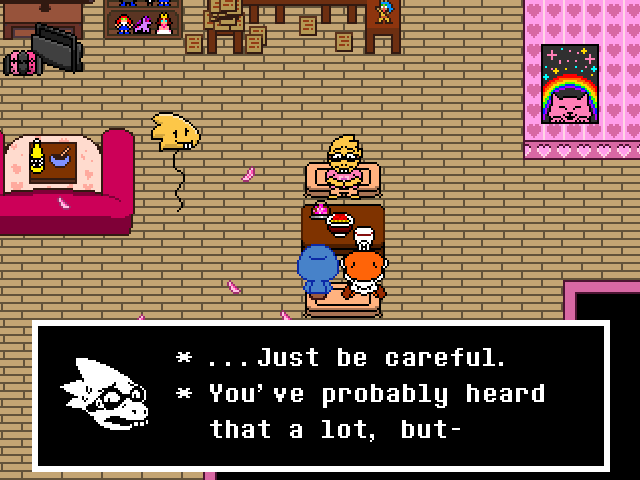 * ...Just be careful.
* You've probably heard
that a lot, but-